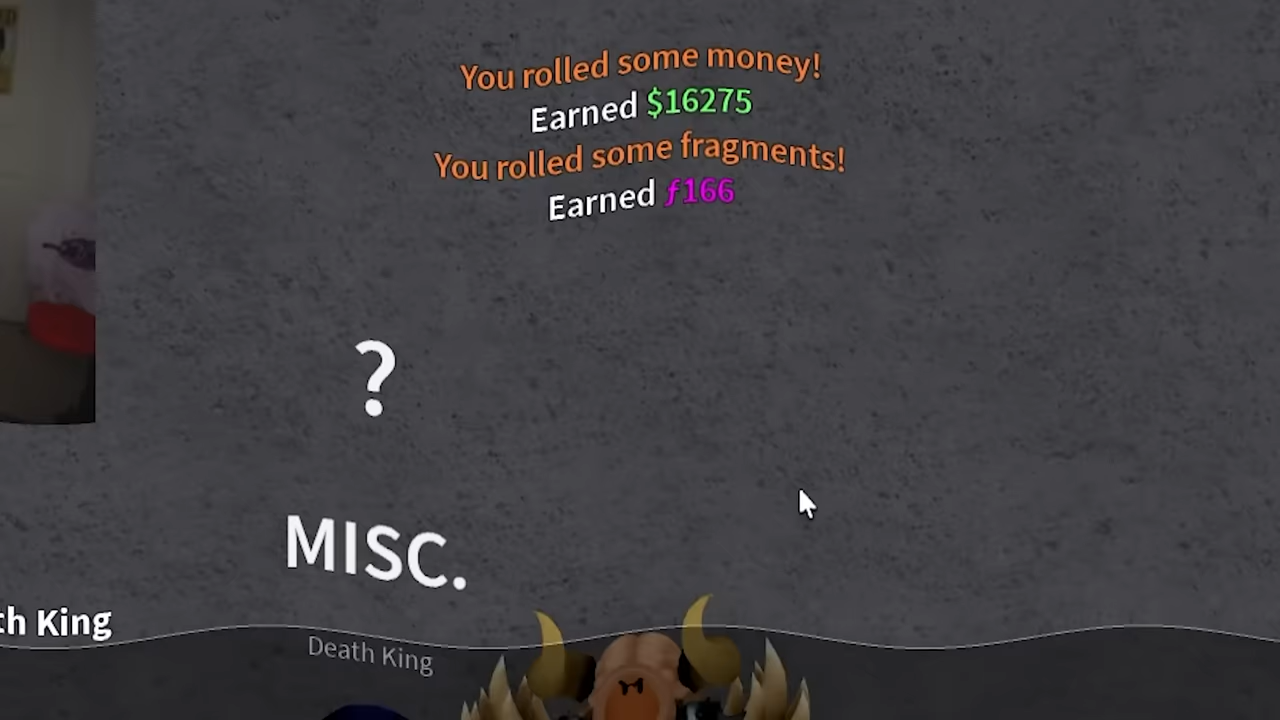 You rolled some money!
Earned $16275
You rolled some fragments!
Earned ƒ166
?
MISC.
th King
Death King